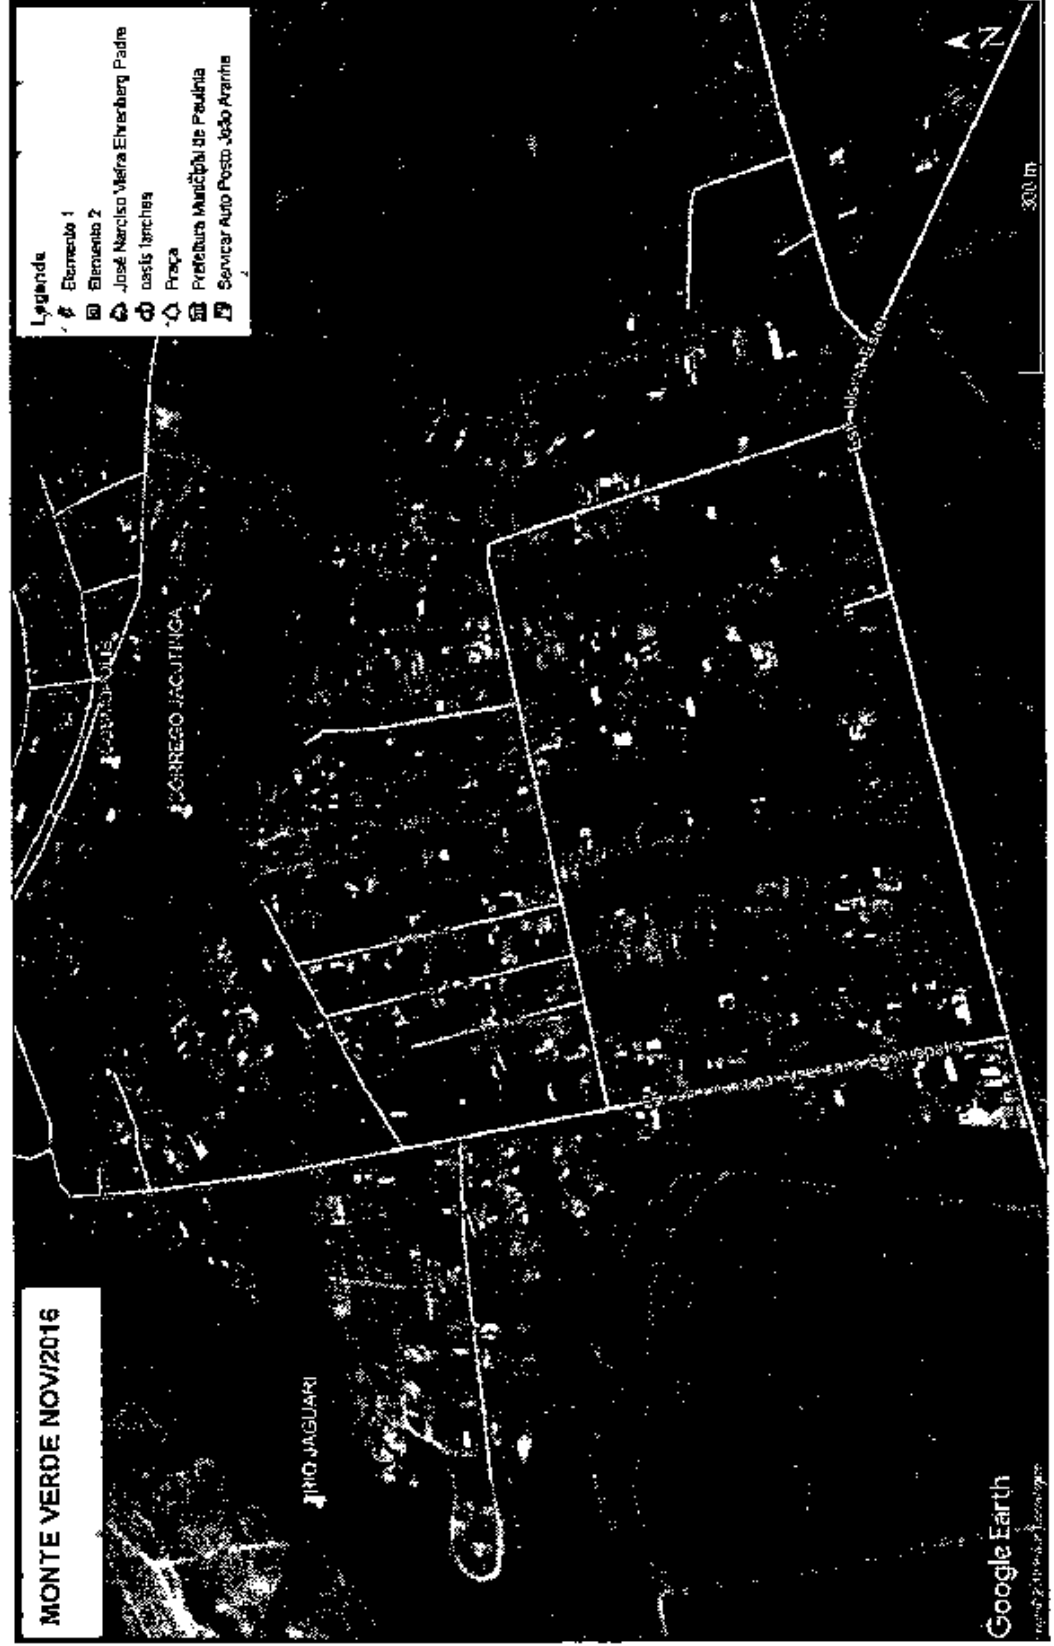 MONTE VERDE NOV/2016
Legenda
Elemento 1
Elemento 2
José Narciso Vieira Ehrenberg Padre
oasis lanches
Praça
Prefeitura Municipal de Paulínia
Servicar Auto Posto João Aranha
CORREGO JACUTINGA
RIO JAGUARI
N
300 m
Google Earth